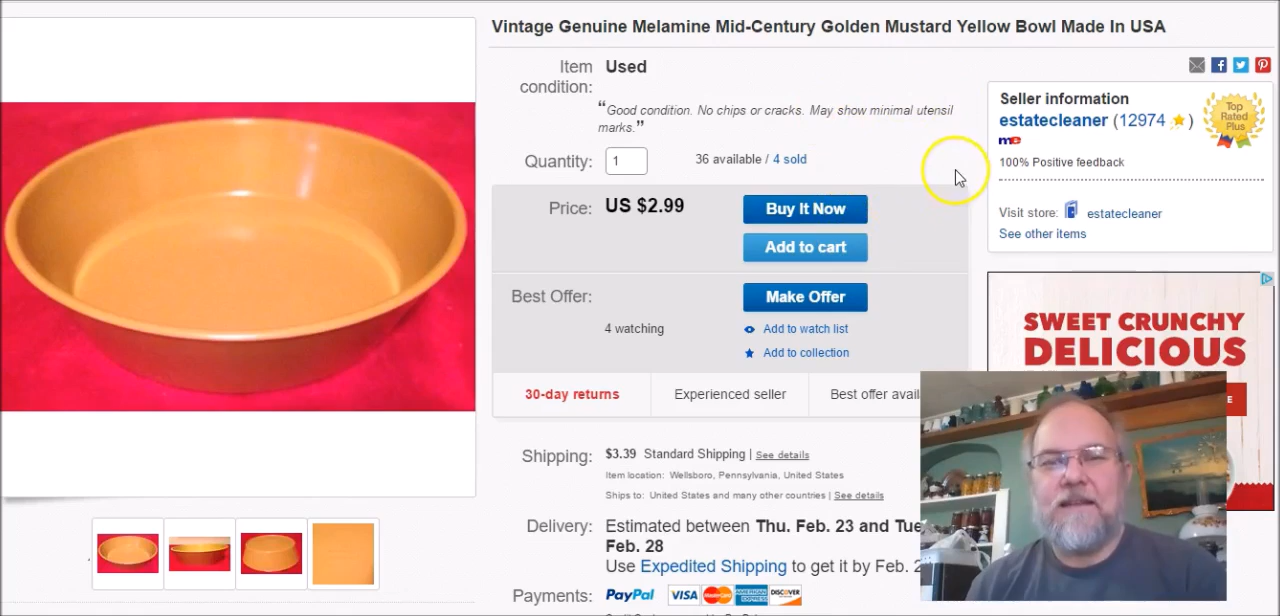 Vintage Genuine Melamine Mid-Century Golden Mustard Yellow Bowl Made In USA
Item condition: Used
“Good condition. No chips or cracks. May show minimal utensil
marks.”
Quantity: 1 36 available / 4 sold
Price: US $2.99 Buy It Now
Add to cart
Best Offer: Make Offer
4 watching Add to watch list
Add to collection
30-day returns Experienced seller Best offer avail
Shipping: $3.39 Standard Shipping | See details
Item location: Wellsboro, Pennsylvania, United States
Ships to: United States and many other countries | See details
Delivery: Estimated between Thu. Feb. 23 and Tue
Feb. 28
Use Expedited Shipping to get it by Feb. 2
Payments: PayPal VISA MasterCard AMERICAN EXPRESS DISCOVER
Seller information
estatecleaner (12974 )
me
100% Positive feedback
Top
Rated
Plus
Visit store: estatecleaner
See other items
SWEET CRUNCHY
DELICIOUS
E